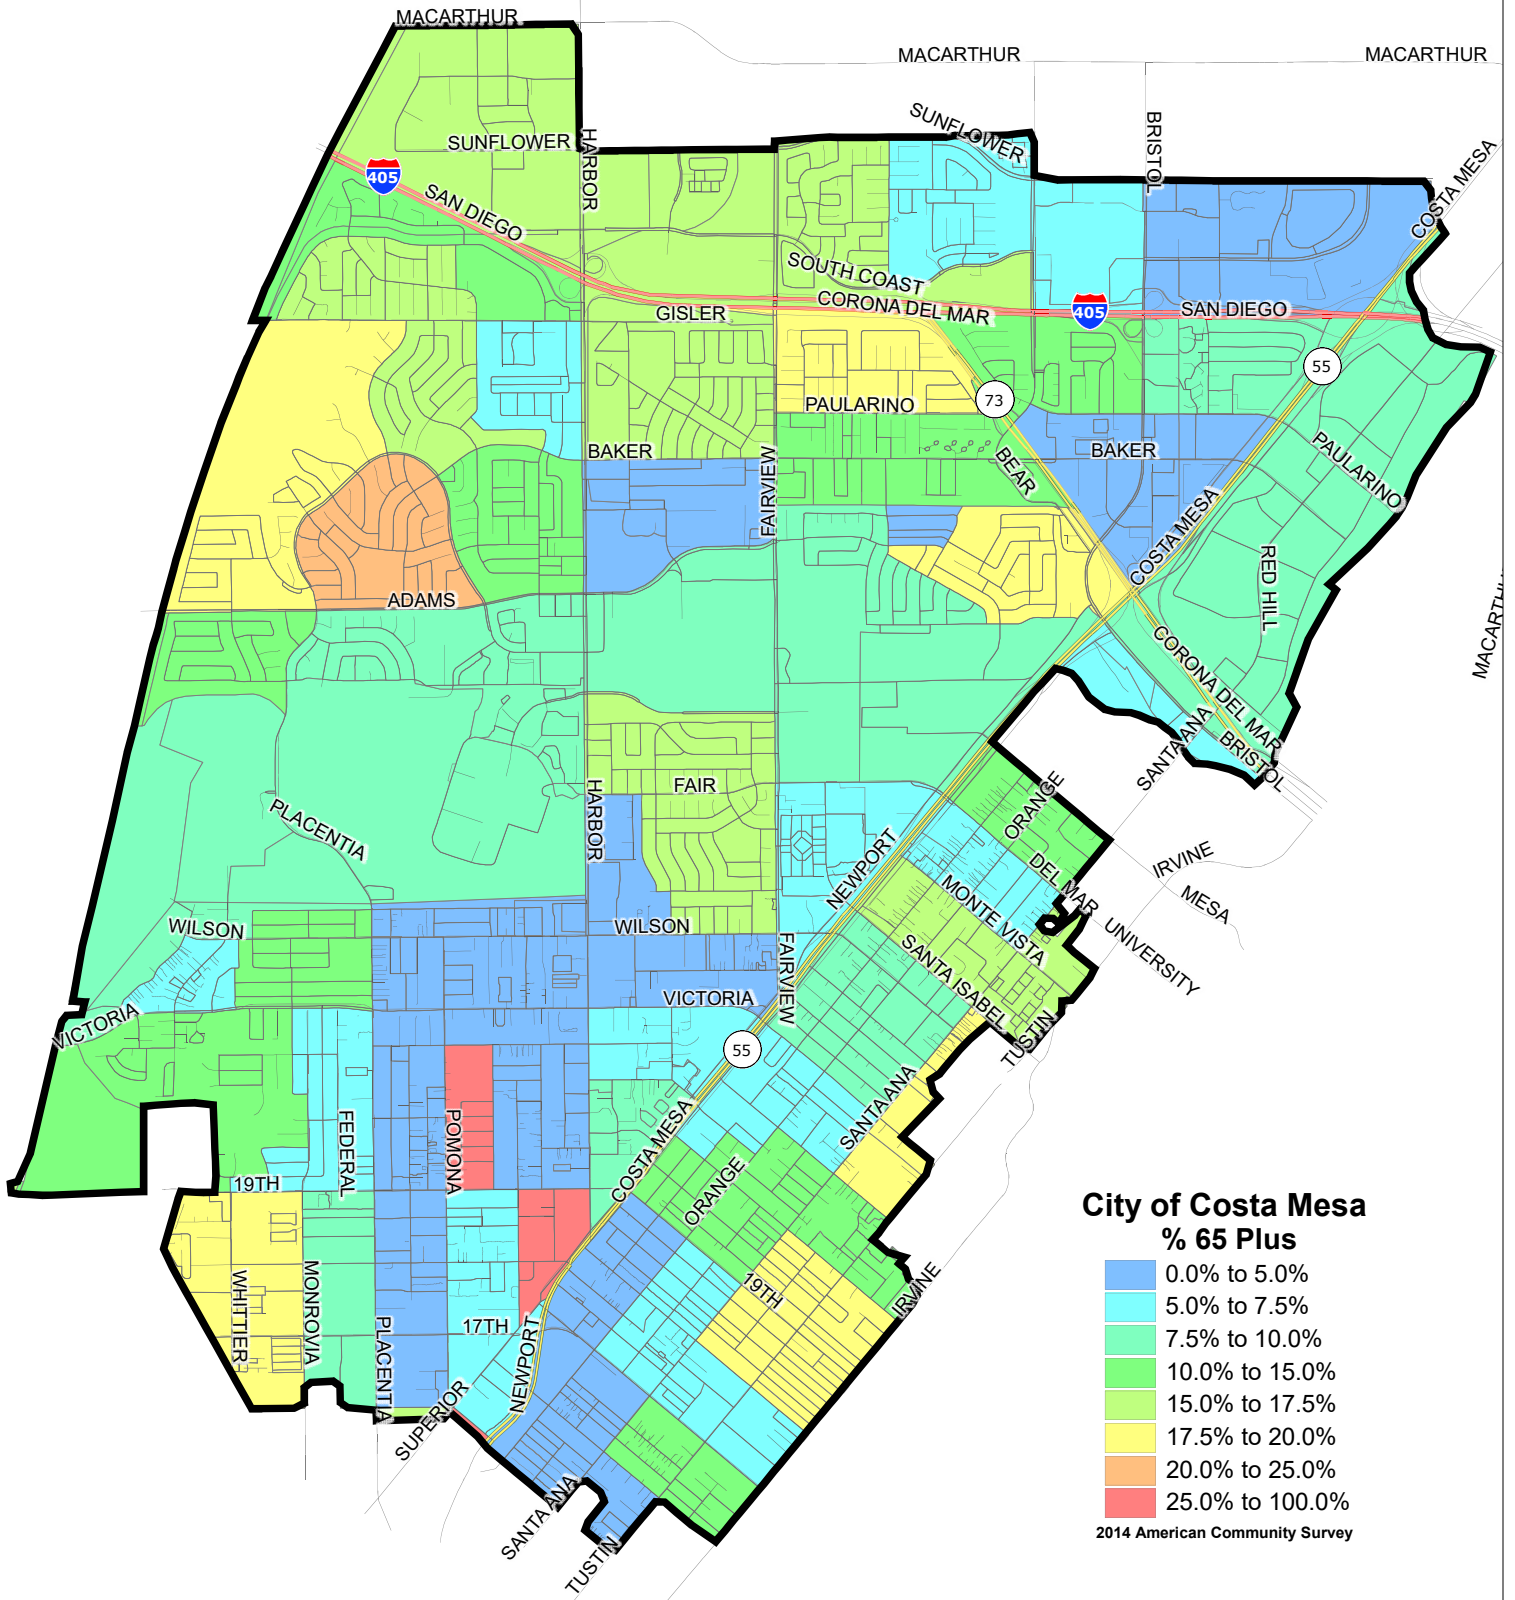 MACARTHUR
MACARTHUR
MACARTHUR
SUNFLOWER
SUNFLOWER
HARBOR
BRISTOL
COSTA MESA
405
SAN DIEGO
SOUTH COAST
CORONA DEL MAR
405
SAN DIEGO
GISLER
55
73
PAULARINO
BAKER
BAKER
FAIRVIEW
BEAR
PAULARINO
COSTA MESA
RED HILL
ADAMS
CORONA DEL MAR
SANTA ANA
BRISTOL
FAIR
HARBOR
PLACENTIA
NEWPORT
ORANGE
DEL MAR
IRVINE
MESA
UNIVERSITY
MONTE VISTA
SANTA ISABEL
WILSON
WILSON
FAIRVIEW
VICTORIA
VICTORIA
TUSTIN
55
SANTA ANA
FEDERAL
POMONA
COSTA MESA
ORANGE
19TH
19TH
IRVINE
WHITTIER
MONROVIA
PLACENTIA
17TH
NEWPORT
SUPERIOR
SANTA ANA
TUSTIN
City of Costa Mesa
% 65 Plus
0.0% to 5.0%
5.0% to 7.5%
7.5% to 10.0%
10.0% to 15.0%
15.0% to 17.5%
17.5% to 20.0%
20.0% to 25.0%
25.0% to 100.0%
2014 American Community Survey